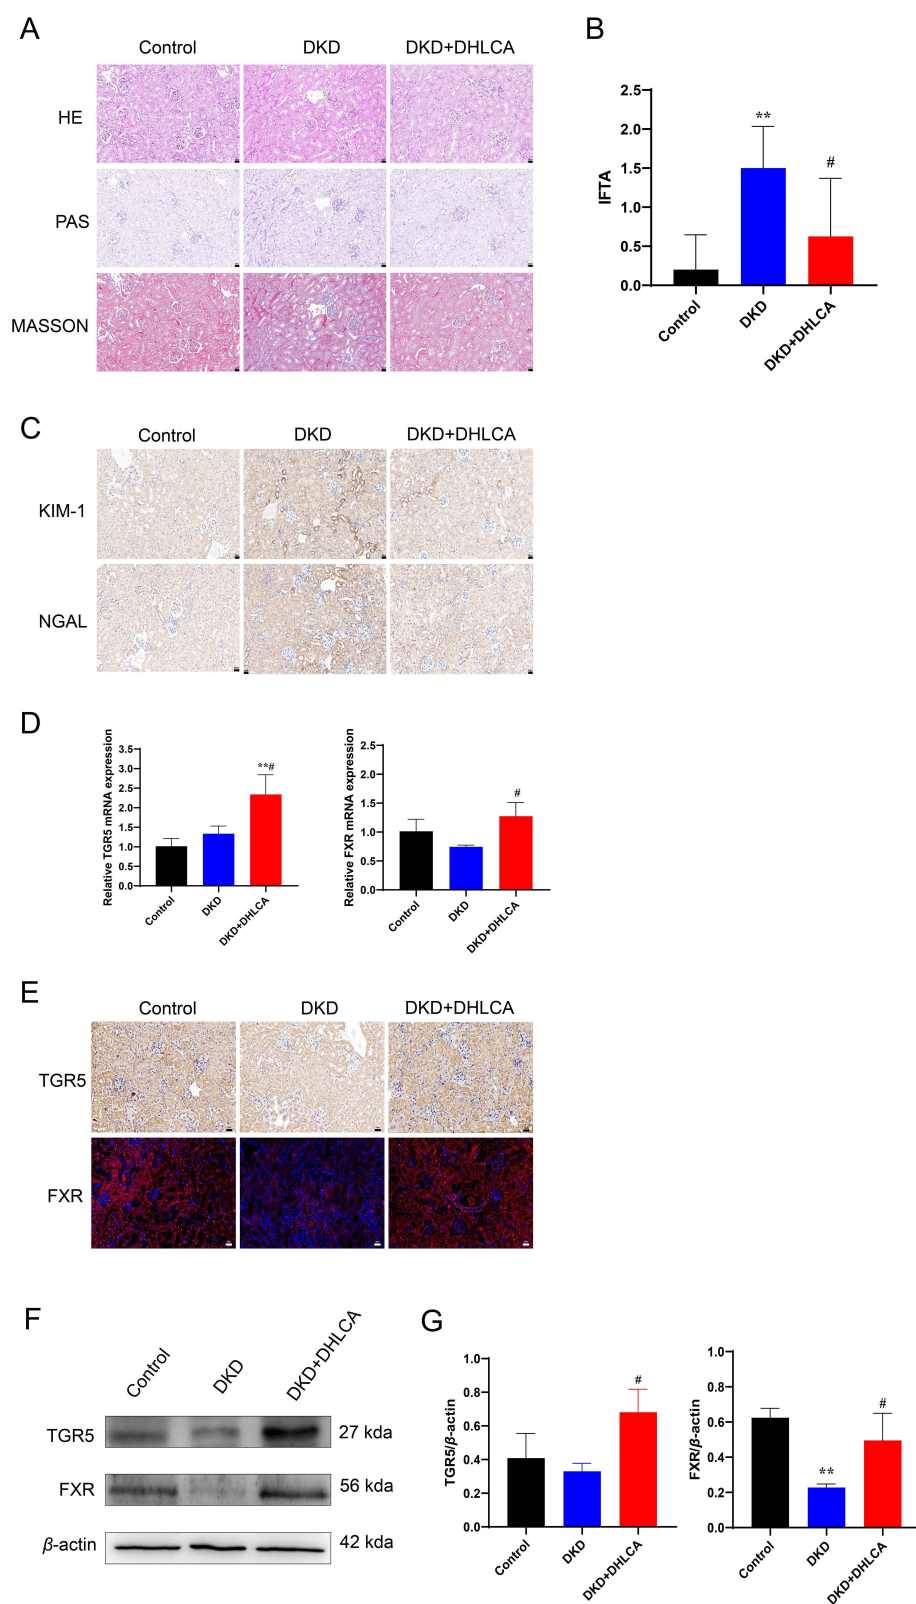 A
Control
DKD
DKD+DHLCA
HE
PAS
MASSON
B
IFTA
2.5
2.0
1.5
1.0
0.5
0.0
**
#
Control
DKD
DKD+DHLCA
C
Control
DKD
DKD+DHLCA
KIM-1
NGAL
D
Relative TGR5 mRNA expression
3.5
3.0
2.5
2.0
1.5
1.0
0.5
0.0
**#
Control
DKD
DKD+DHLCA
Relative FXR mRNA expression
2.5
2.0
1.5
1.0
0.5
0.0
#
Control
DKD
DKD+DHLCA
E
Control
DKD
DKD+DHLCA
TGR5
FXR
F
Control
DKD
DKD+DHLCA
TGR5
27 kda
FXR
56 kda
β-actin
42 kda
G
TGR5/β-actin
1.0
0.8
0.6
0.4
0.2
0.0
#
Control
DKD
DKD+DHLCA
FXR/β-actin
1.0
0.8
0.6
0.4
0.2
0.0
**
#
Control
DKD
DKD+DHLCA